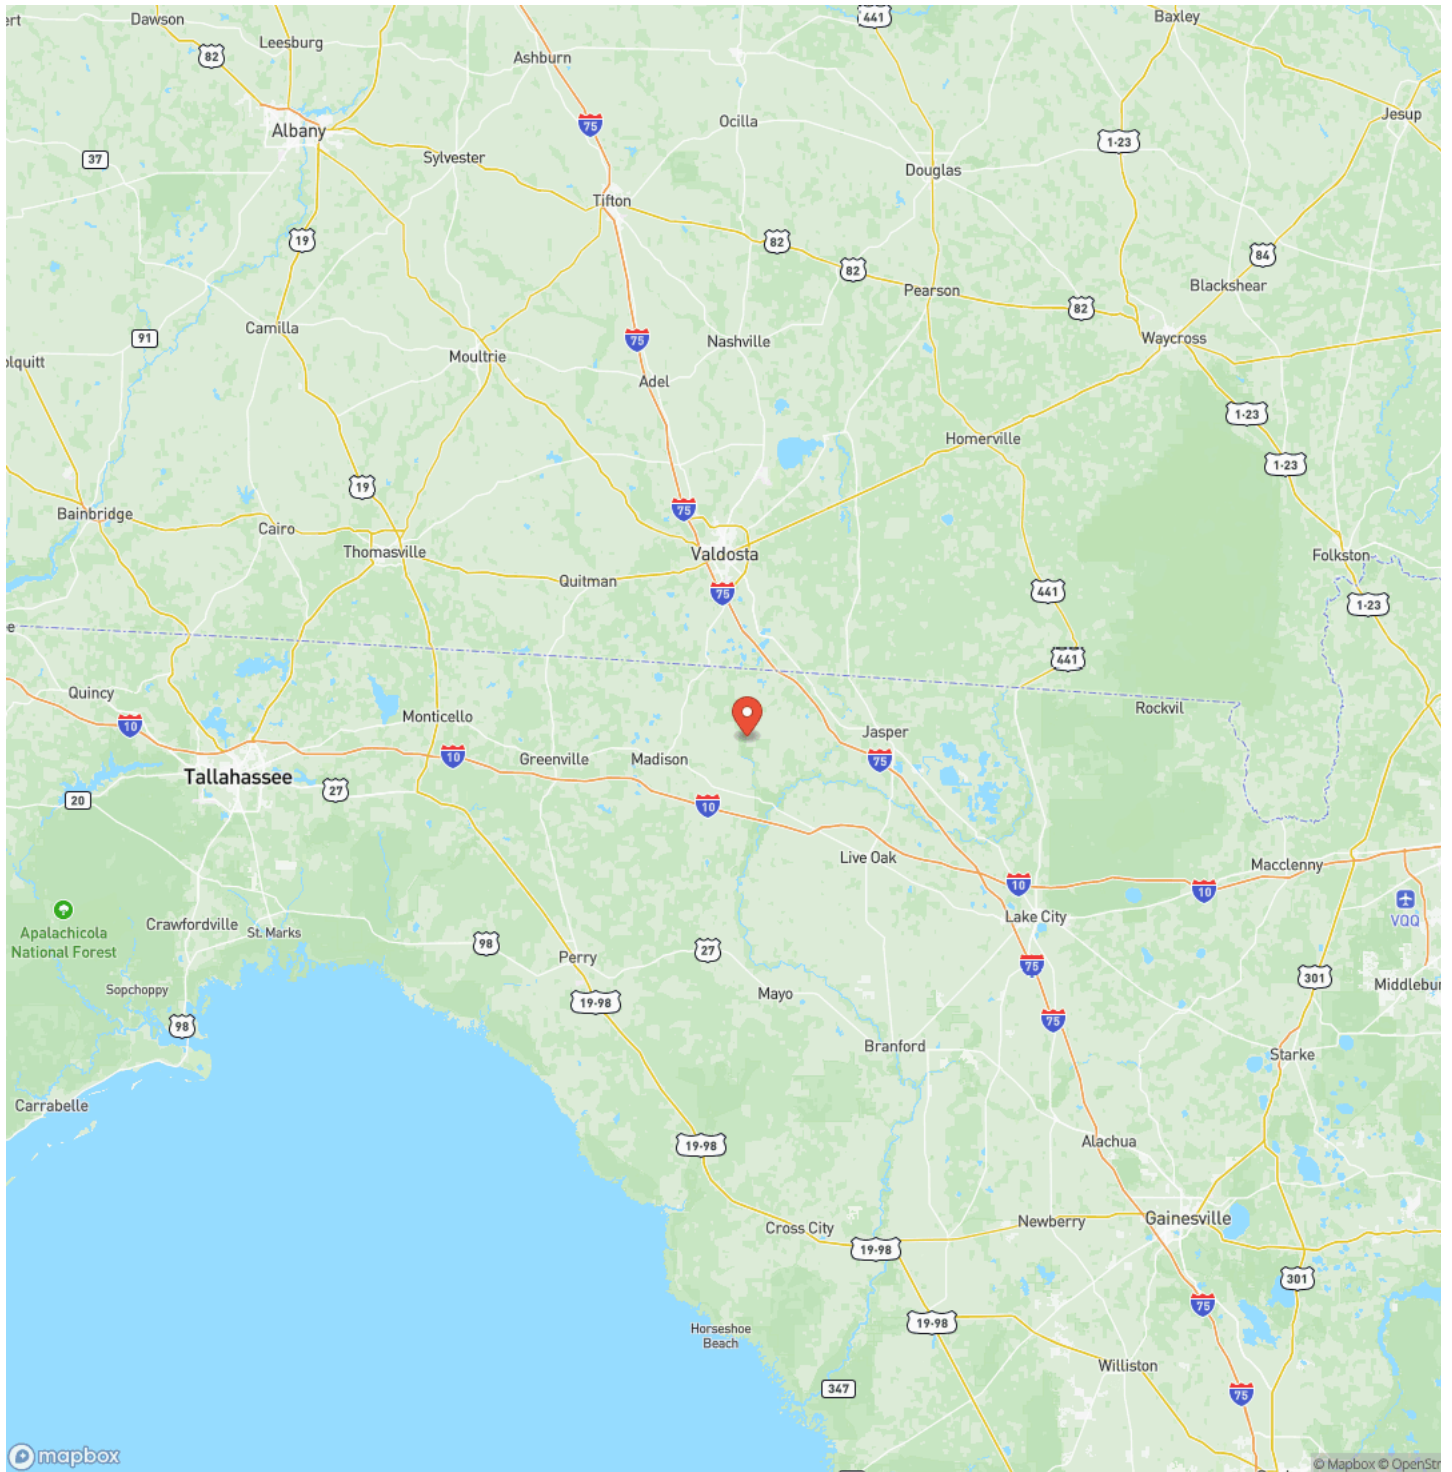 ert
Dawson
Leesburg
82
441
Baxley
Ashburn
Albany
75
Ocilla
1-23
Jesup
37
Sylvester
Douglas
Tifton
19
82
82
84
Pearson
Blackshear
82
Camilla
91
75
Nashville
Waycross
Moultrie
olquitt
Adel
1-23
Homerville
1-23
19
75
Bainbridge
Cairo
Thomasville
Valdosta
Folkston
Quitman
75
441
1-23
e
441
Quincy
10
Monticello
Rockvil
Jasper
10
Greenville
Madison
75
Tallahassee
27
20
10
Live Oak
Macclenny
10
10
VQQ
Apalachicola
National Forest
Crawfordville
St. Marks
Lake City
98
27
Perry
75
301
Sopchoppy
Mayo
Middlebur
19-98
98
75
Branford
Starke
Carrabelle
19-98
Alachua
Cross City
Newberry
Gainesville
19-98
301
75
19-98
Horseshoe
Beach
Williston
347
75
mapbox
© Mapbox © OpenStr